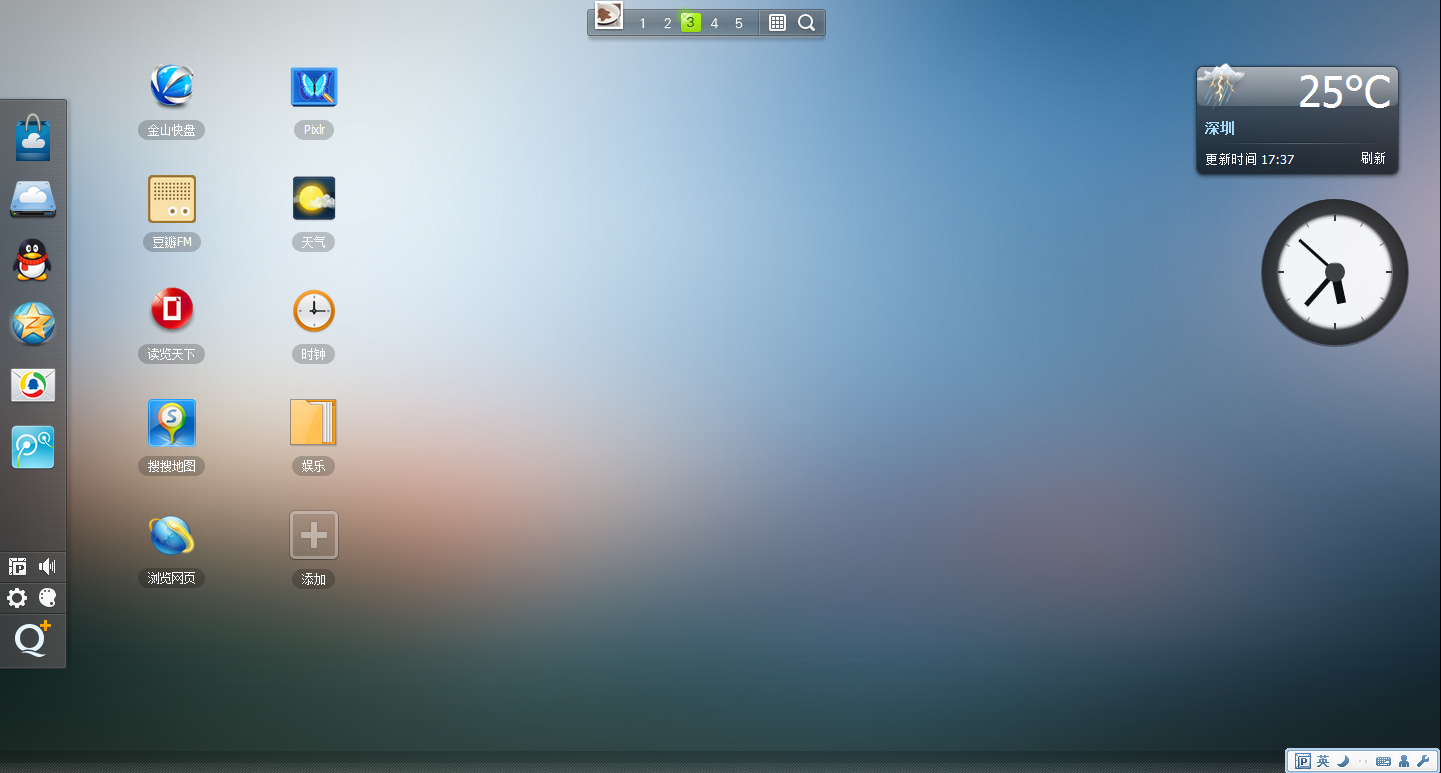 1 2 3 4 5
25°C
深圳
更新时间 17:37 刷新
金山快盘 Pixlr
豆瓣FM 天气
读览天下 时钟
搜搜地图 娱乐
浏览网页 添加
Q+
英